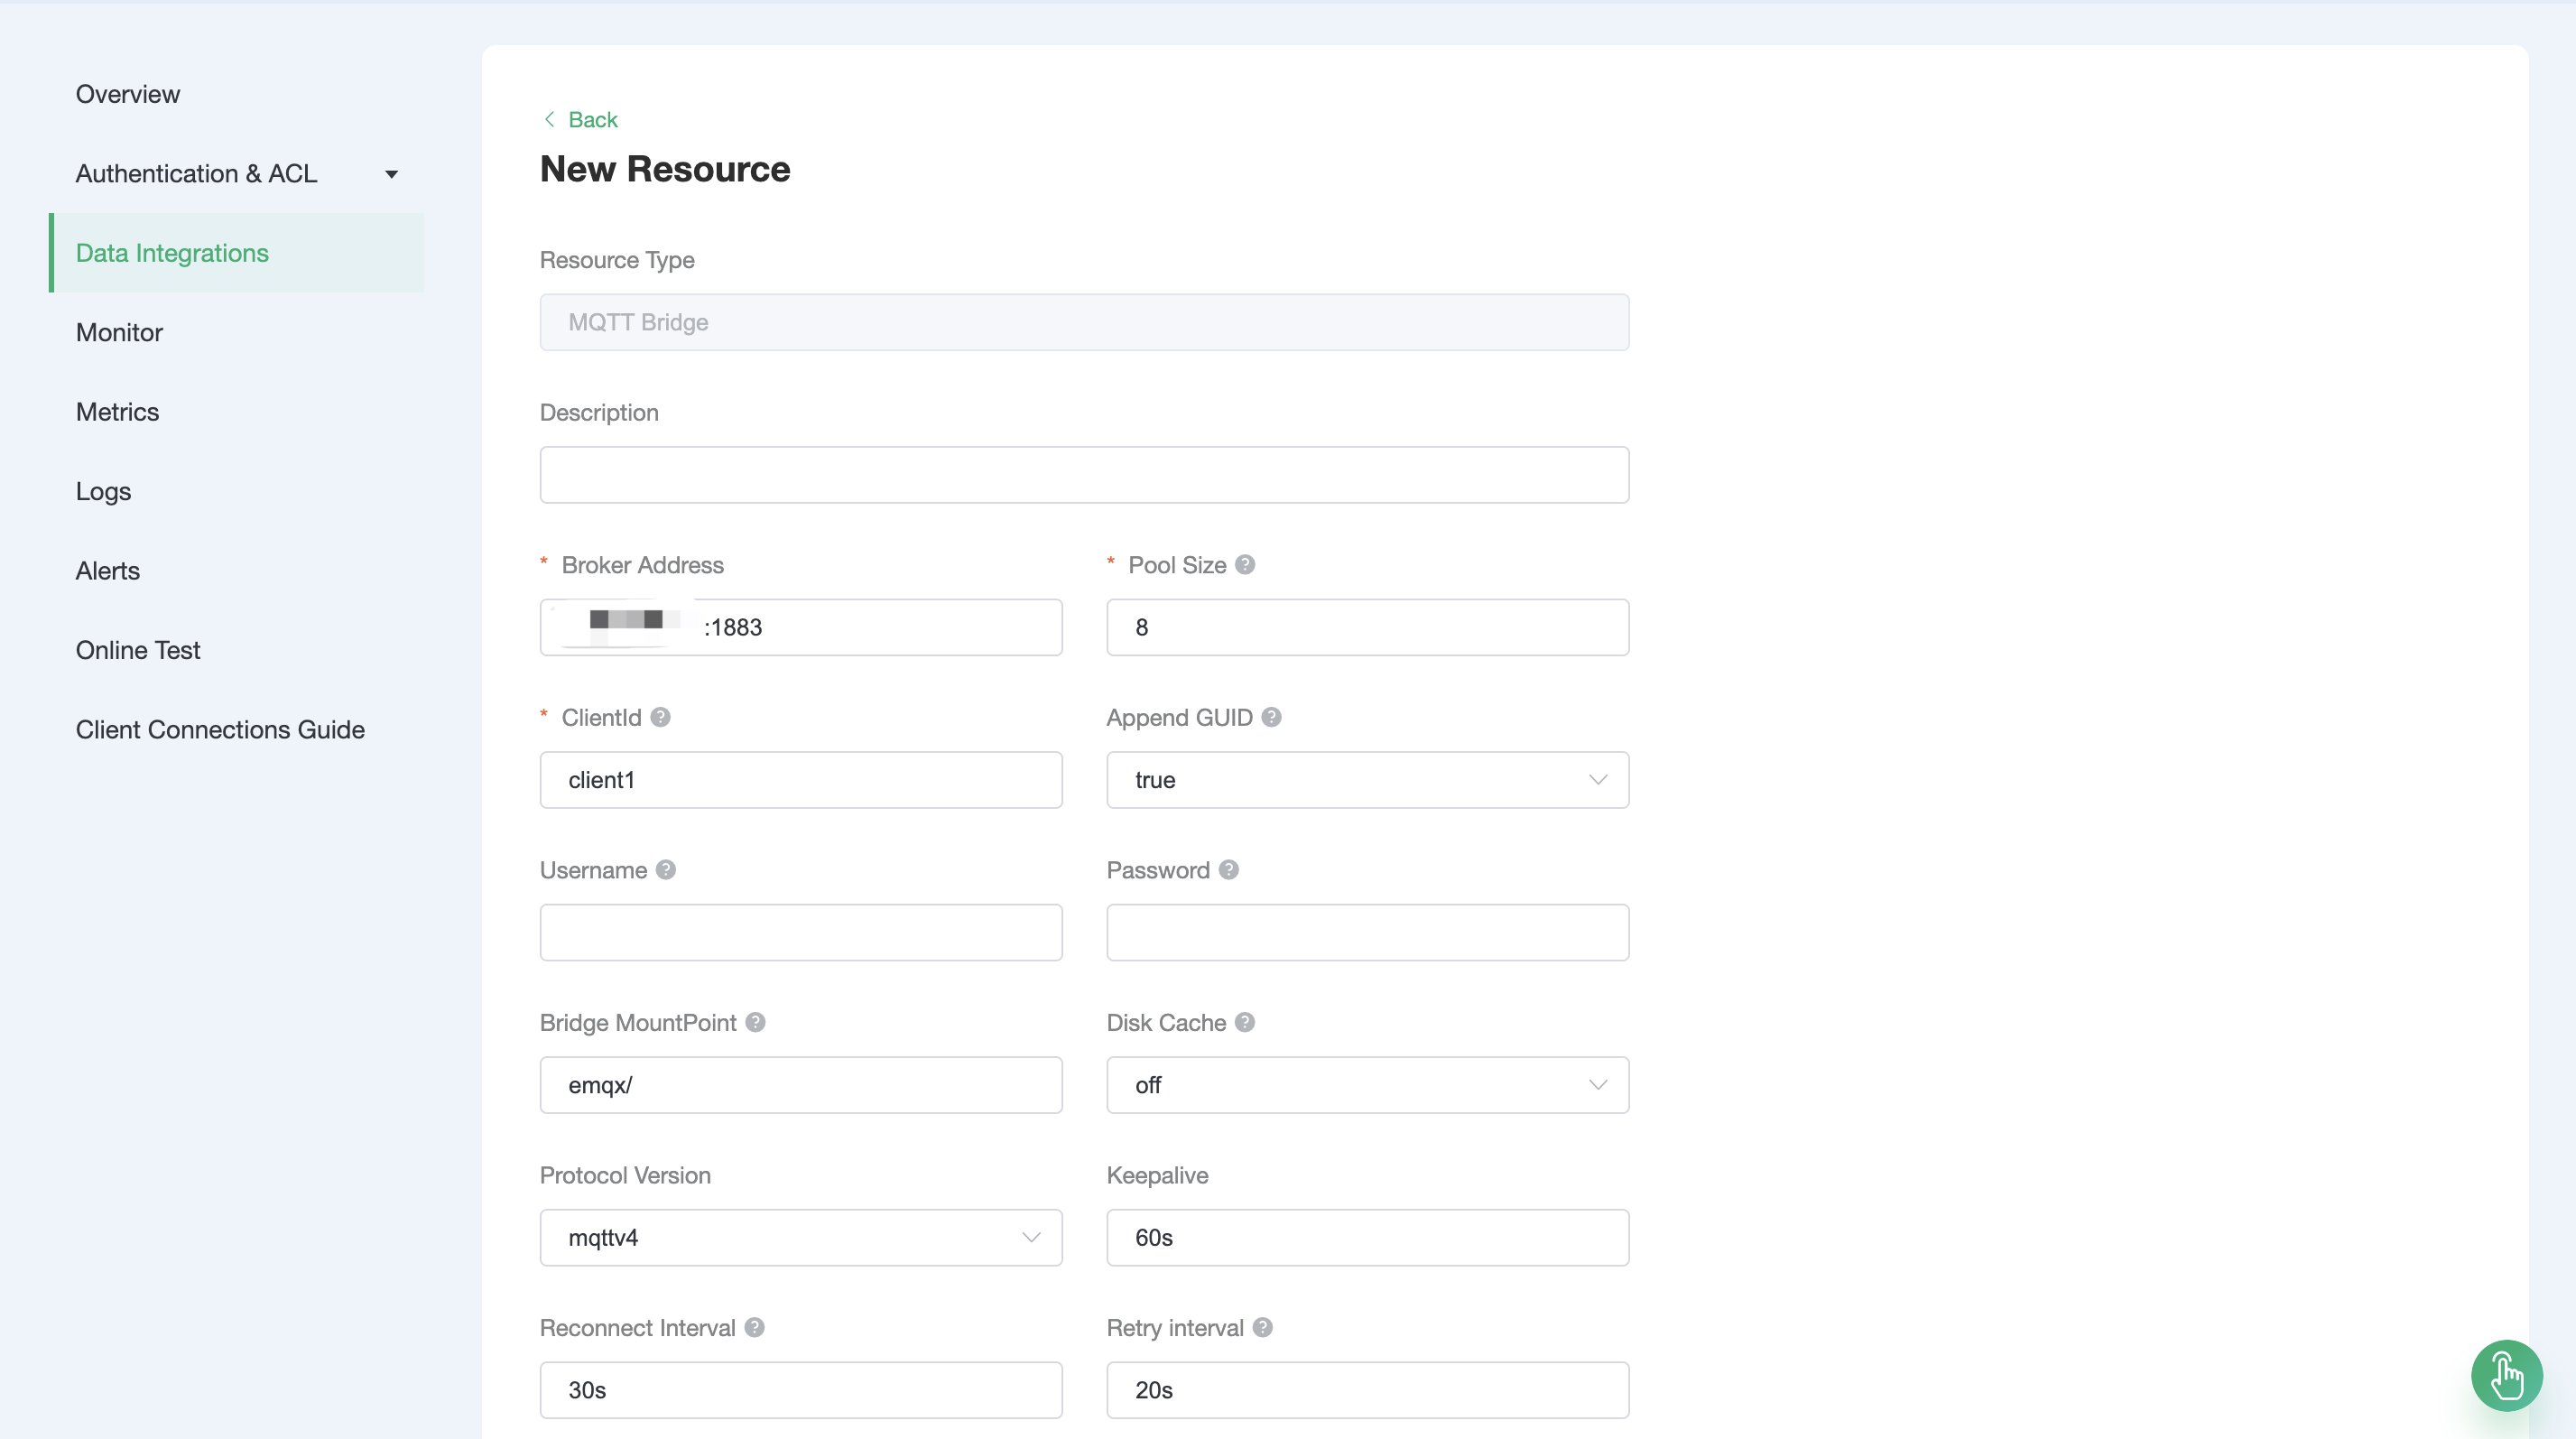 Overview
Authentication & ACL
Data Integrations
Monitor
Metrics
Logs
Alerts
Online Test
Client Connections Guide
Back
New Resource
Resource Type
MQTT Bridge
Description
* Broker Address
:1883
* Pool Size ?
8
* ClientId ?
client1
Append GUID ?
true
Username ?
Password ?
Bridge MountPoint ?
emqx/
Disk Cache ?
off
Protocol Version
mqttv4
Keepalive
60s
Reconnect Interval ?
30s
Retry interval ?
20s